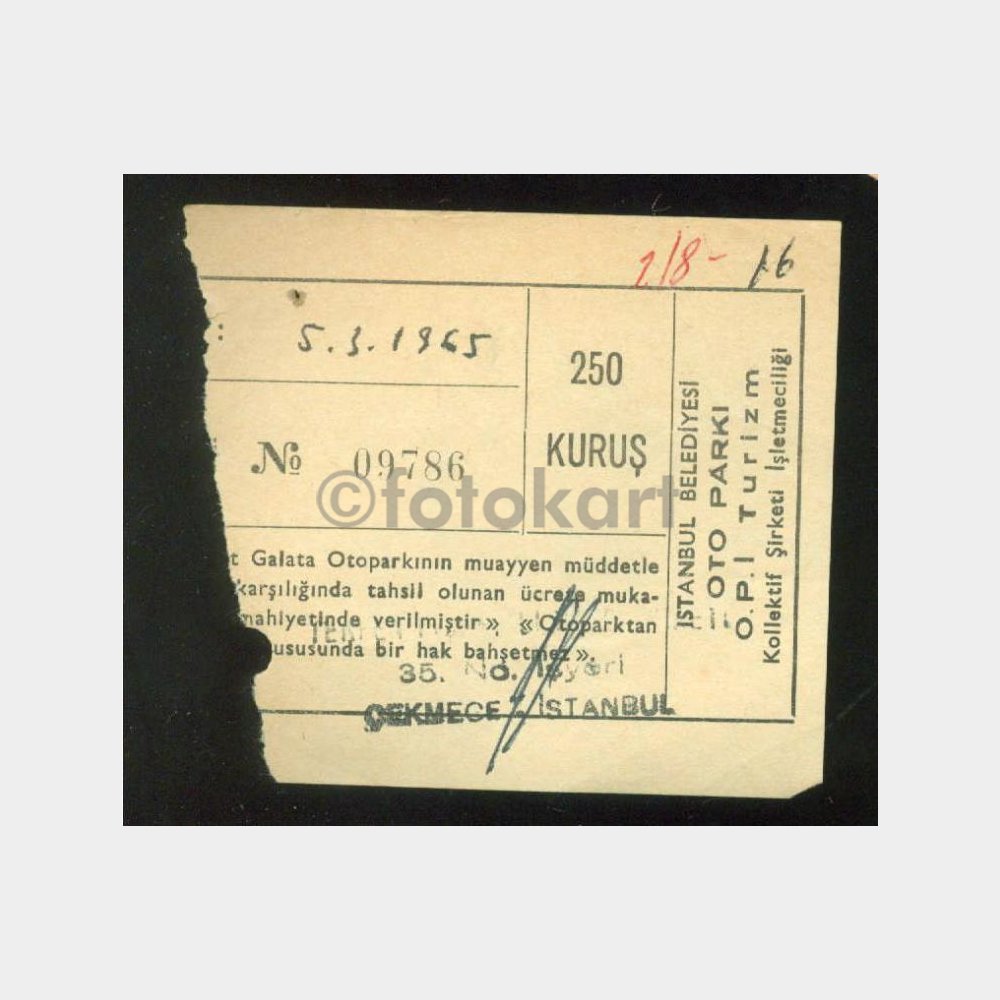 2/8- 16
: 5.3.1965
250
KURUŞ
№ 09786
©fotokart
Galata Otoparkının muayyen müddetle
karşılığında tahsil olunan ücrete muka-
mahiyetinde verilmiştir» «Otoparktan
ususunda bir hak bahşetmez».
35. No. İşyeri
ÇEKMECE - İSTANBUL
İSTANBUL BELEDİYESİ
OTO PARKI
O.P.İ Turizm
Kollektif Şirketi İşletmeciliği